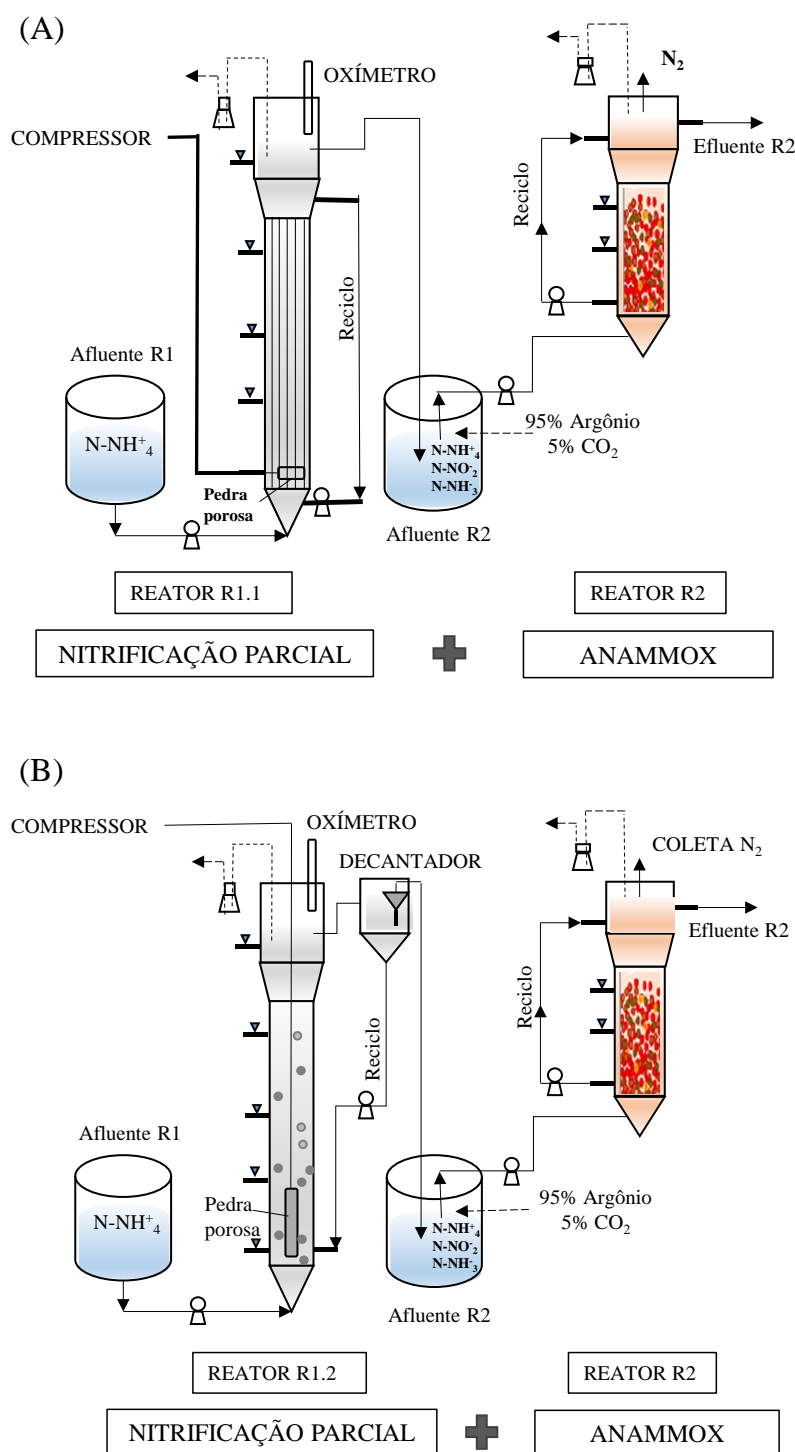 (A)
OXÍMETRO
N₂
COMPRESSOR
Efluente R2
Reciclo
Reciclo
Afluente R1
N-NH⁺₄
95% Argônio
5% CO₂
N-NH⁺₄
N-NO⁻₂
N-NH⁻₃
Pedra
porosa
Afluente R2
REATOR R1.1
REATOR R2
NITRIFICAÇÃO PARCIAL
ANAMMOX
(B)
COMPRESSOR
OXÍMETRO
DECANTADOR
COLETA N₂
Efluente R2
Reciclo
Reciclo
Afluente R1
N-NH⁺₄
Pedra
porosa
95% Argônio
5% CO₂
N-NH⁺₄
N-NO⁻₂
N-NH⁻₃
Afluente R2
REATOR R1.2
REATOR R2
NITRIFICAÇÃO PARCIAL
ANAMMOX